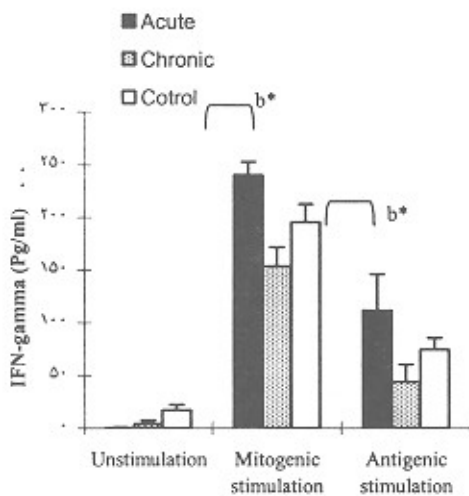 Acute
Chronic
Cotrol
b*
۳۰۰
۲۵۰
b*
۲۰۰
۱۵۰
۱۰۰
۵۰
۰
IFN-gamma (Pg/ml)
Unstimulation
Mitogenic stimulation
Antigenic stimulation